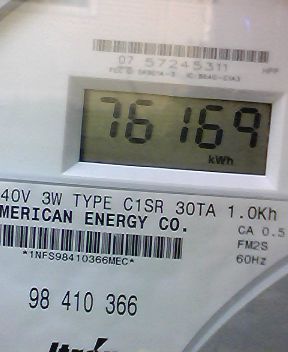 07 57245311
76169
kWh
40V 3W TYPE C1SR 30TA 1.0Kh
MERICAN ENERGY CO.
CA 0.5
FM2S
60Hz
*1NFS98410366MEC*
98 410 366
Itron